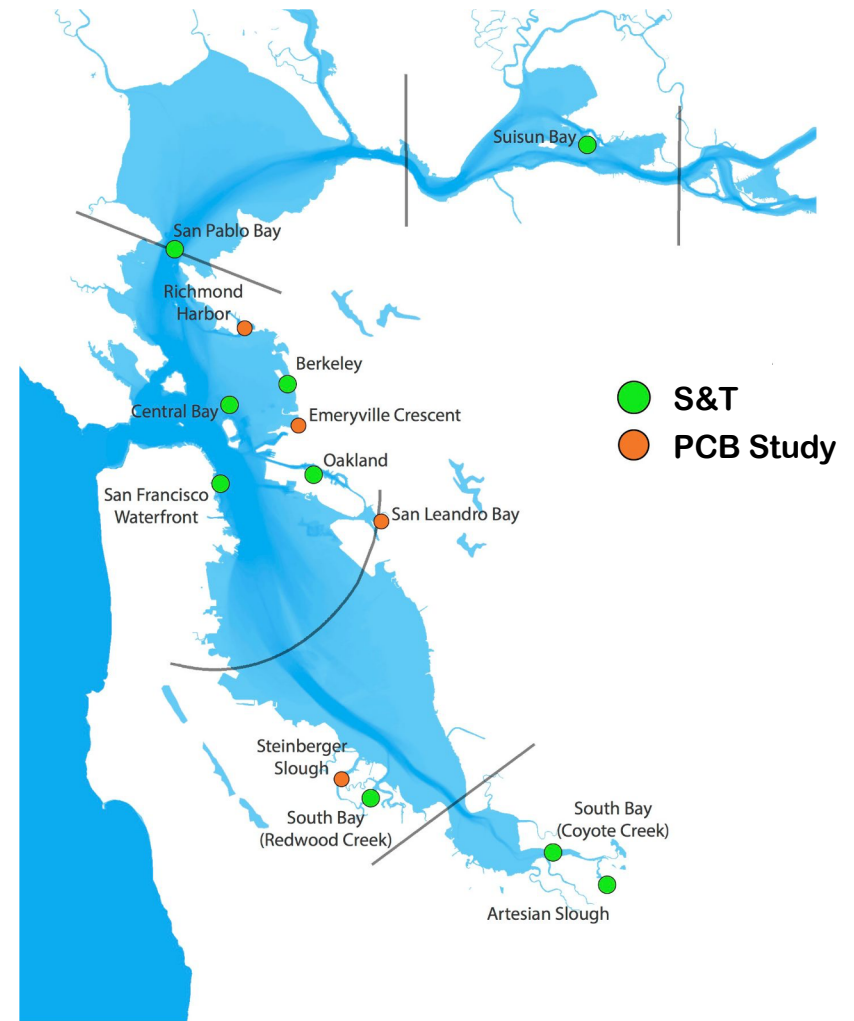 Suisun Bay
San Pablo Bay
Richmond
Harbor
Berkeley
Central Bay
Emeryville Crescent
S&T
PCB Study
Oakland
San Francisco
Waterfront
San Leandro Bay
Steinberger
Slough
South Bay
(Redwood Creek)
South Bay
(Coyote Creek)
Artesian Slough